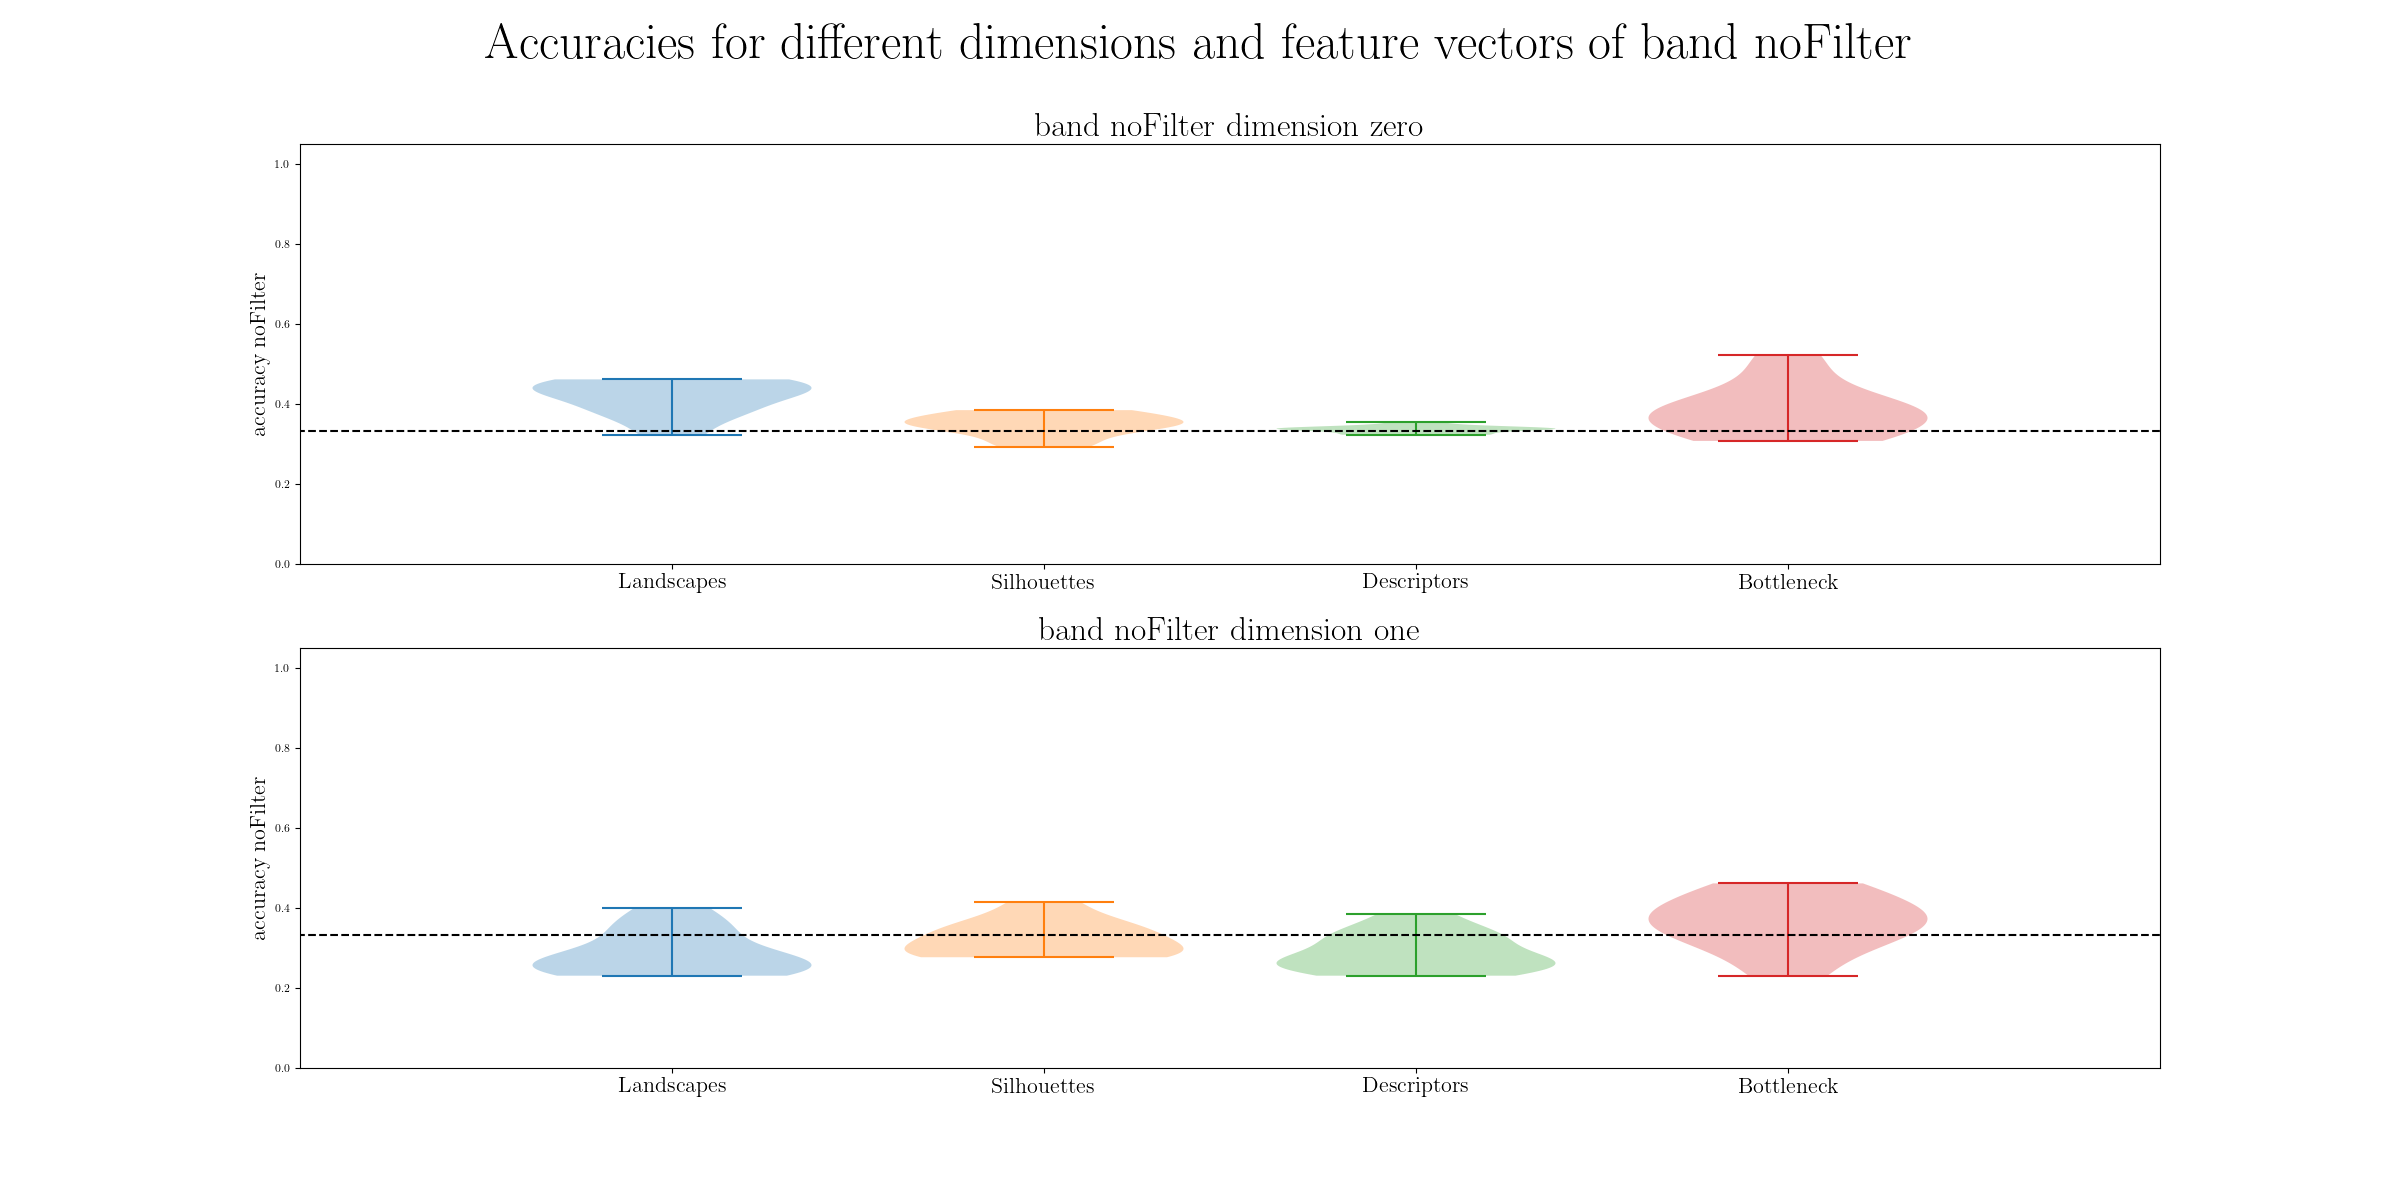 Accuracies for different dimensions and feature vectors of band noFilter
band noFilter dimension zero
accuracy noFilter
1.0
0.8
0.6
0.4
0.2
0.0
Landscapes Silhouettes Descriptors Bottleneck
band noFilter dimension one
accuracy noFilter
1.0
0.8
0.6
0.4
0.2
0.0
Landscapes Silhouettes Descriptors Bottleneck